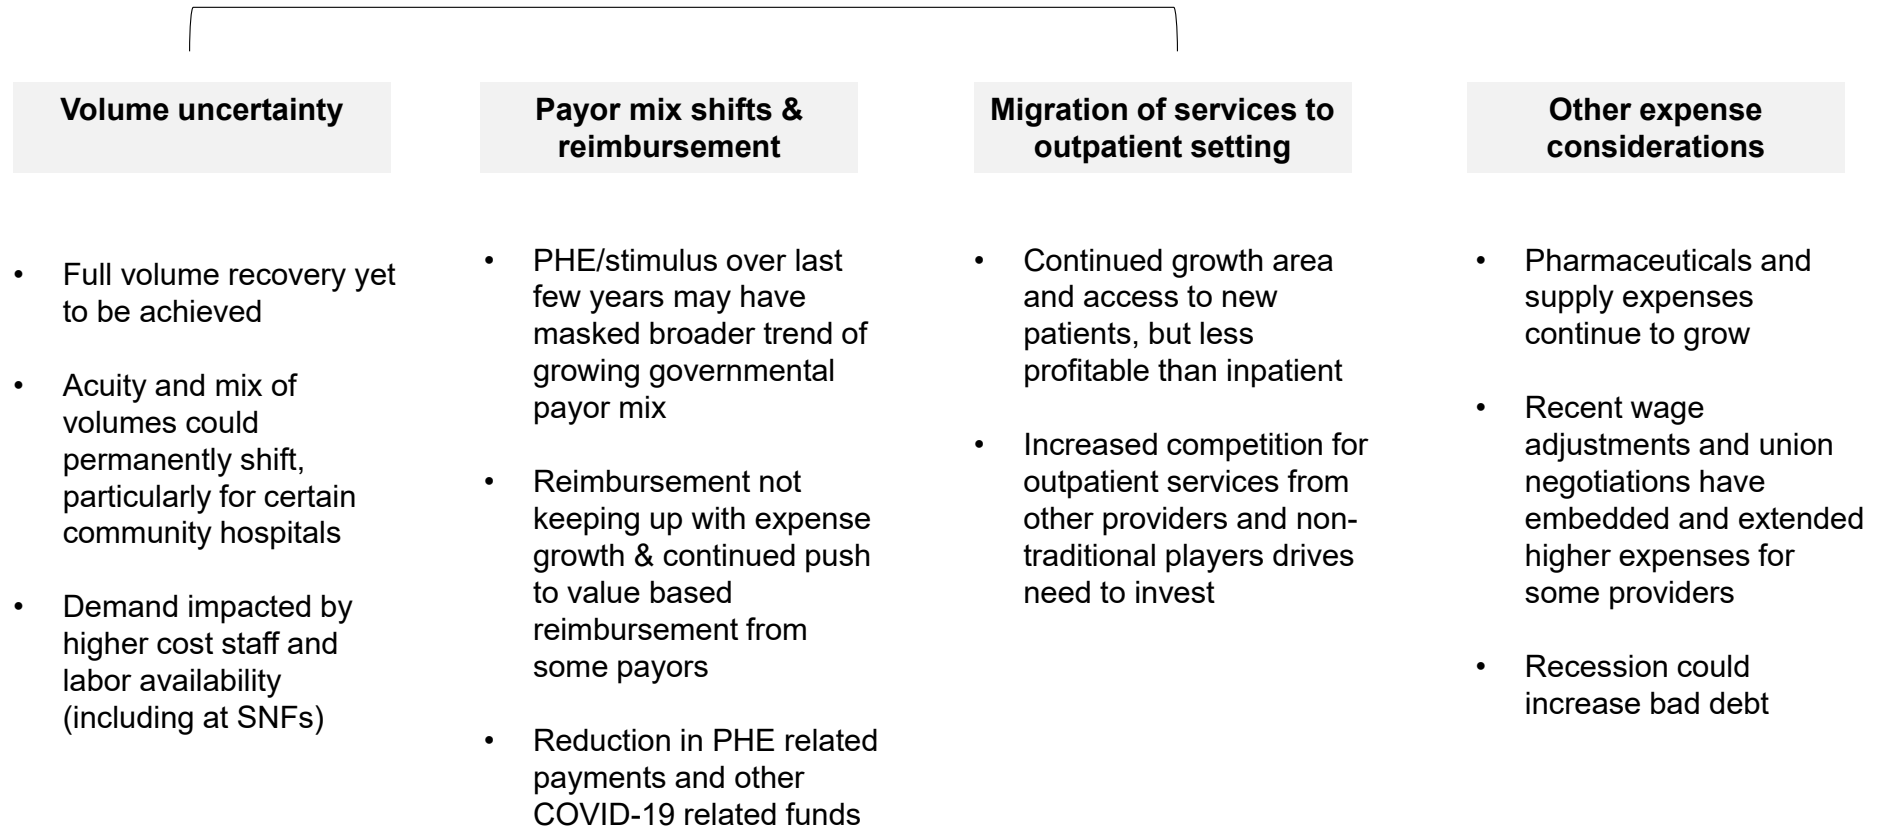 Volume uncertainty
• Full volume recovery yet
to be achieved
• Acuity and mix of
volumes could
permanently shift,
particularly for certain
community hospitals
• Demand impacted by
higher cost staff and
labor availability
(including at SNFs)
Payor mix shifts &
reimbursement
• PHE/stimulus over last
few years may have
masked broader trend of
growing governmental
payor mix
• Reimbursement not
keeping up with expense
growth & continued push
to value based
reimbursement from
some payors
• Reduction in PHE related
payments and other
COVID-19 related funds
Migration of services to
outpatient setting
• Continued growth area
and access to new
patients, but less
profitable than inpatient
• Increased competition for
outpatient services from
other providers and non-
traditional players drives
need to invest
Other expense
considerations
• Pharmaceuticals and
supply expenses
continue to grow
• Recent wage
adjustments and union
negotiations have
embedded and extended
higher expenses for
some providers
• Recession could
increase bad debt